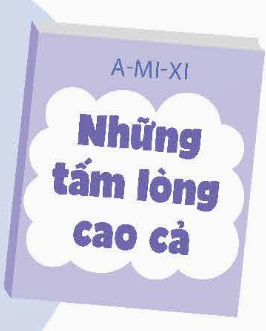 A-MI-XI
Những
tấm lòng
cao cả